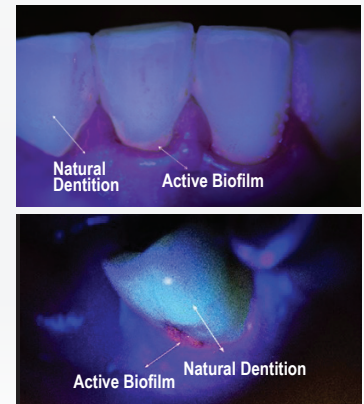 Natural
Dentition
Active Biofilm
Natural Dentition
Active Biofilm